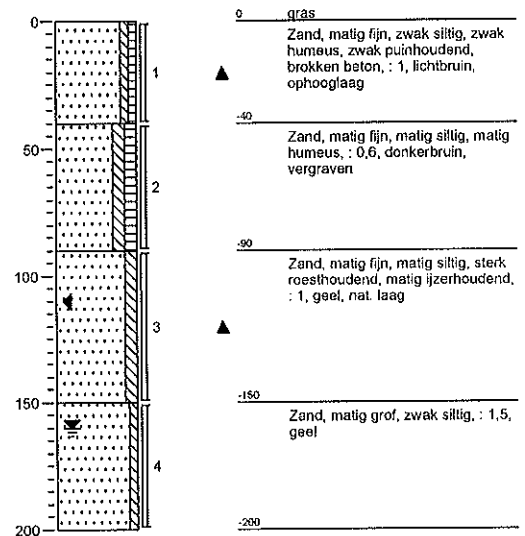 0
50
100
150
200
1
2
3
4
0 gras
Zand, matig fijn, zwak siltig, zwak
humeus, zwak puinhoudend,
brokken beton, : 1, lichtbruin,
ophooglaag
-40
Zand, matig fijn, matig siltig, matig
humeus, : 0,6, donkerbruin,
vergraven
-90
Zand, matig fijn, matig siltig, sterk
roesthoudend, matig ijzerhoudend,
: 1, geel, nat. laag
-150
Zand, matig grof, zwak siltig, : 1,5,
geel
-200